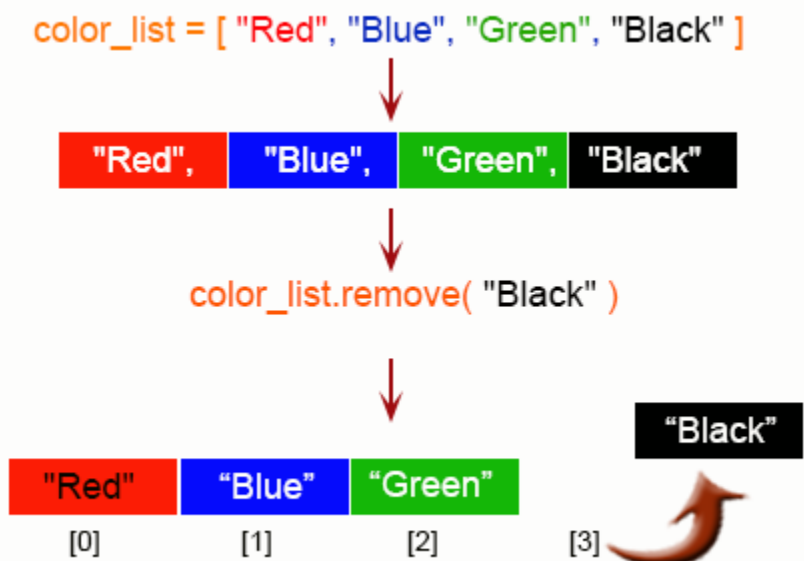 color_list = [ "Red", "Blue", "Green", "Black" ]
"Red", "Blue", "Green", "Black"
color_list.remove( "Black" )
“Black”
"Red" “Blue” “Green”
[0] [1] [2] [3]